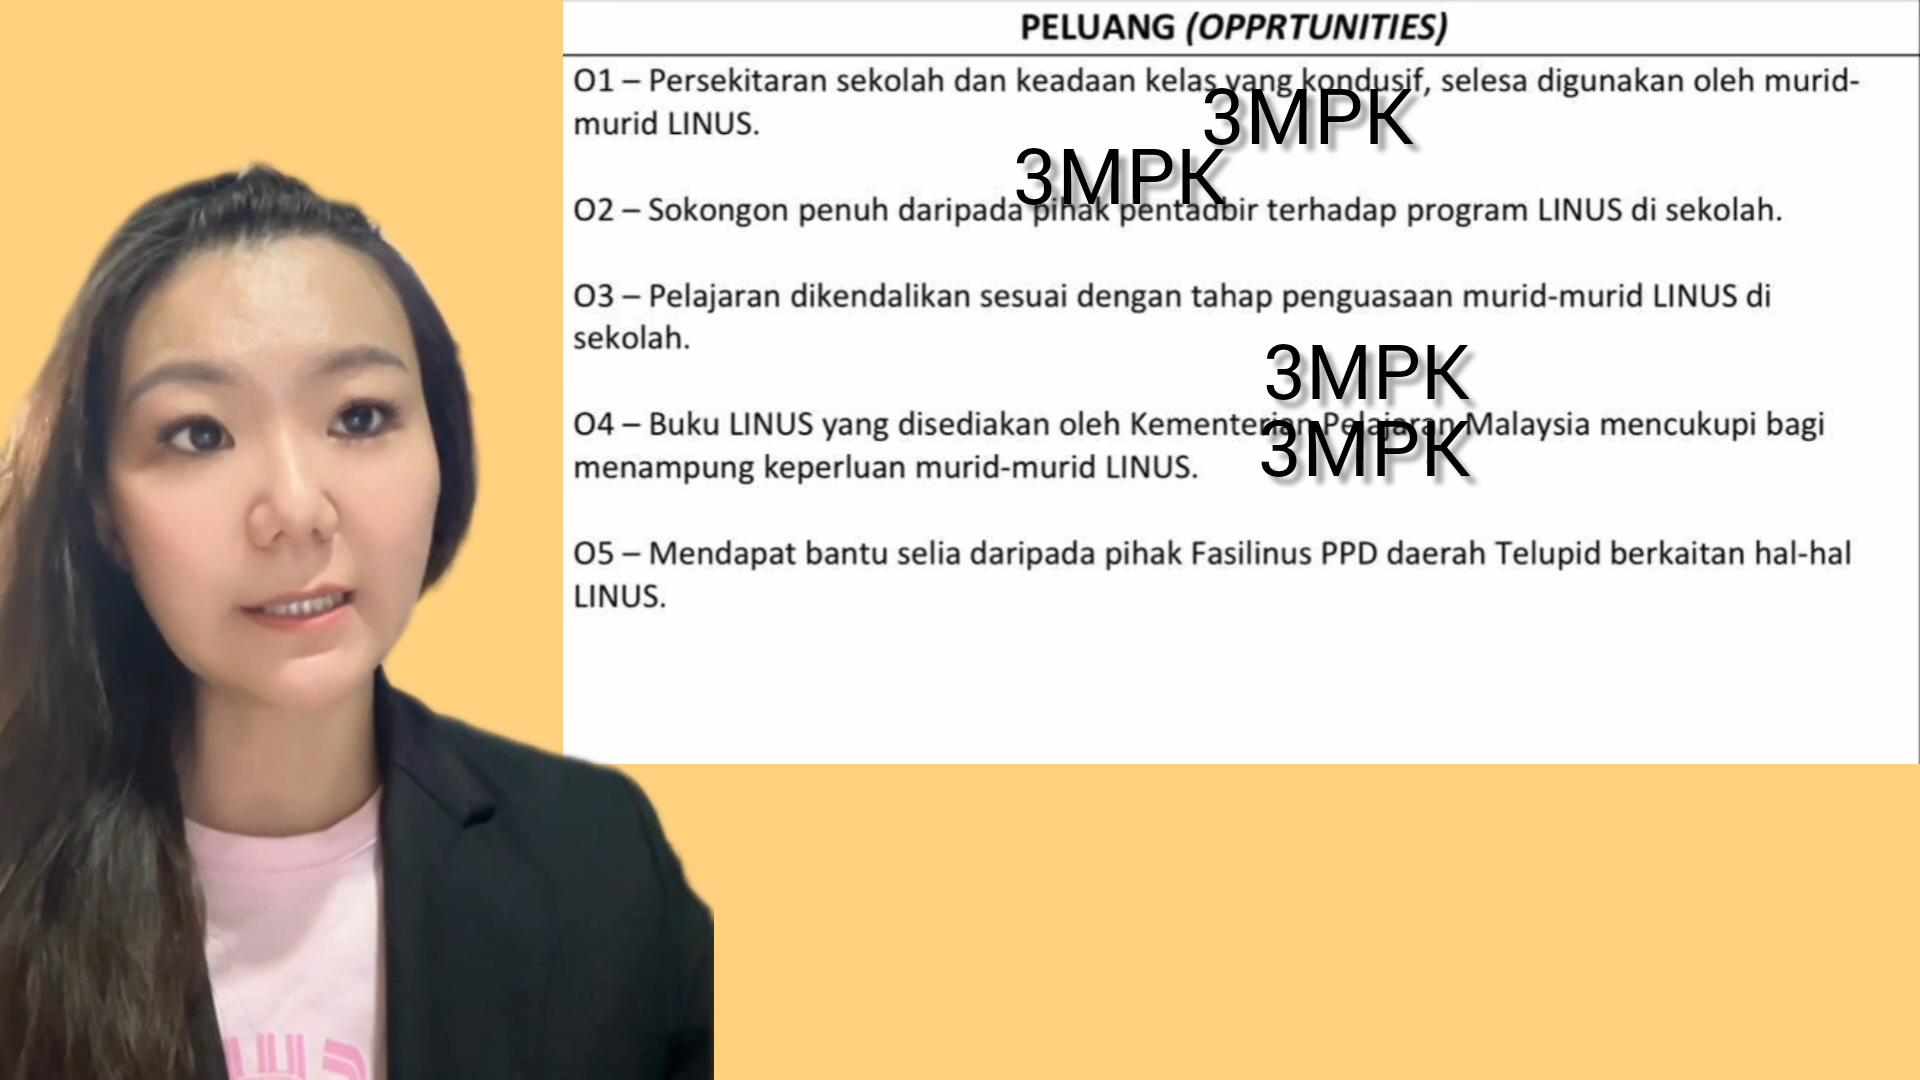 PELUANG (OPPRTUNITIES)
O1 – Persekitaran sekolah dan keadaan kelas yang kondusif, selesa digunakan oleh murid-
murid LINUS.
3MPK
3MPK
O2 – Sokongon penuh daripada pihak pentadbir terhadap program LINUS di sekolah.
O3 – Pelajaran dikendalikan sesuai dengan tahap penguasaan murid-murid LINUS di
sekolah.
3MPK
O4 – Buku LINUS yang disediakan oleh Kementerian Pelajaran Malaysia mencukupi bagi
3MPK
menampung keperluan murid-murid LINUS.
O5 – Mendapat bantu selia daripada pihak Fasilinus PPD daerah Telupid berkaitan hal-hal
LINUS.